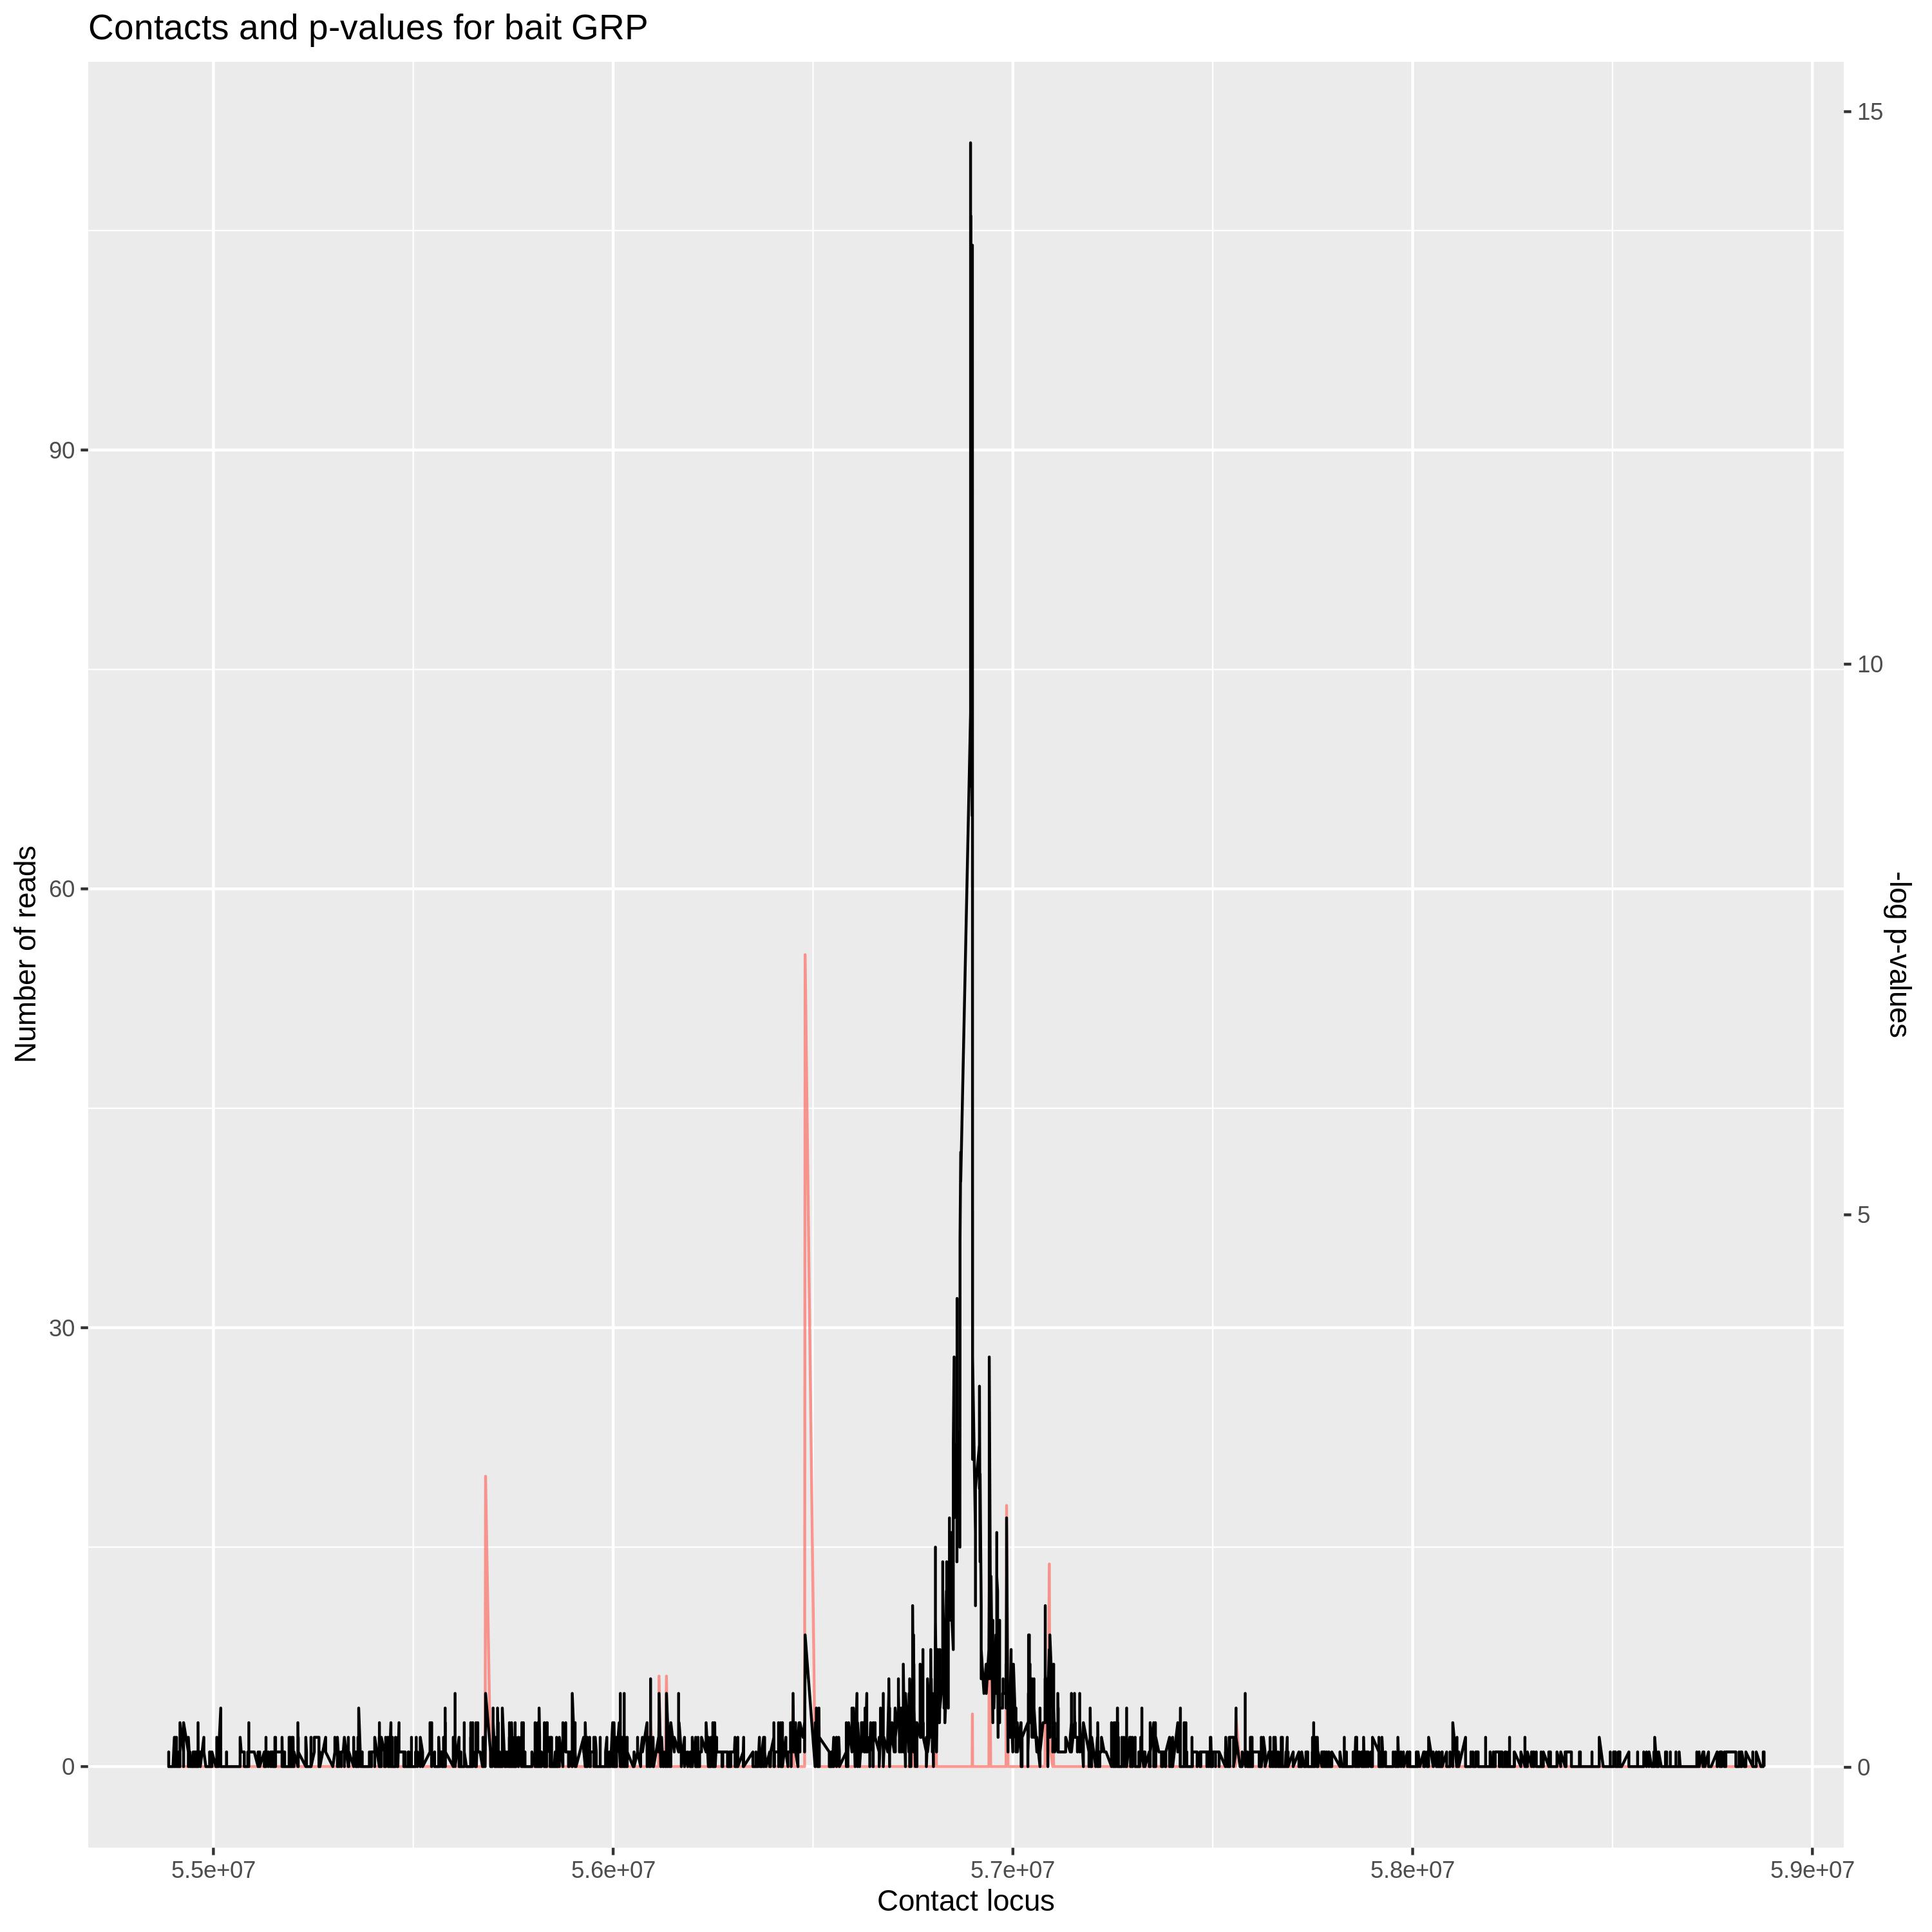 Contacts and p-values for bait GRP
15
90
10
60
5
30
0
0
Number of reads
-log p-values
5.5e+07 5.6e+07 5.7e+07 5.8e+07 5.9e+07
Contact locus